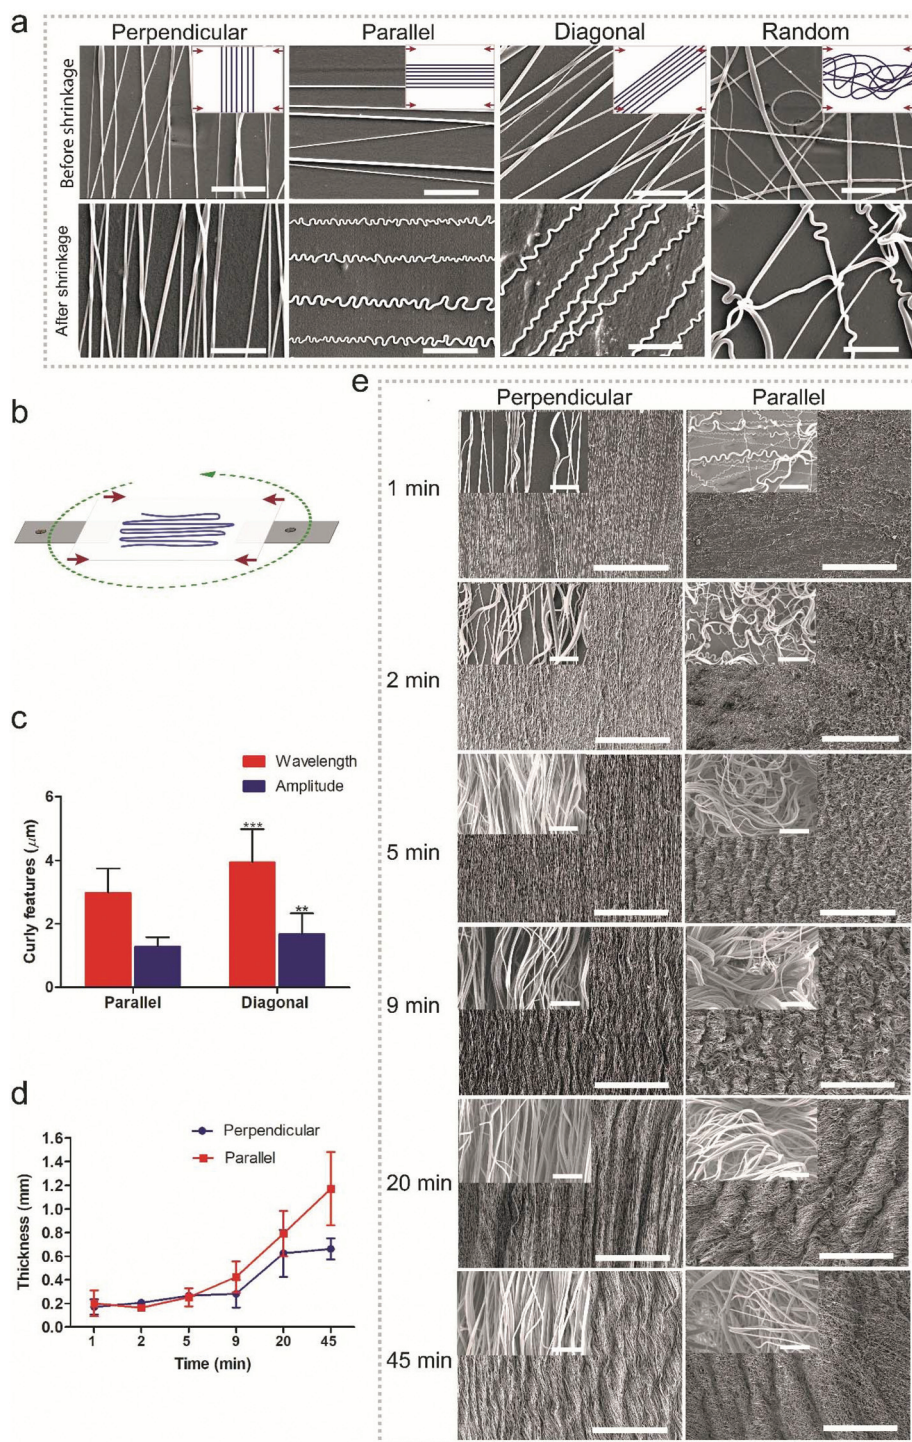 a
Perpendicular Parallel Diagonal Random
Before shrinkage
After shrinkage
b
c
Wavelength
Amplitude
Curly features (μm)
6
4
2
0
***
**
Parallel Diagonal
d
Perpendicular
Parallel
Thickness (mm)
1.6
1.4
1.2
1.0
0.8
0.6
0.4
0.2
0.0
1 2 5 9 20 45
Time (min)
e
Perpendicular Parallel
1 min
2 min
5 min
9 min
20 min
45 min